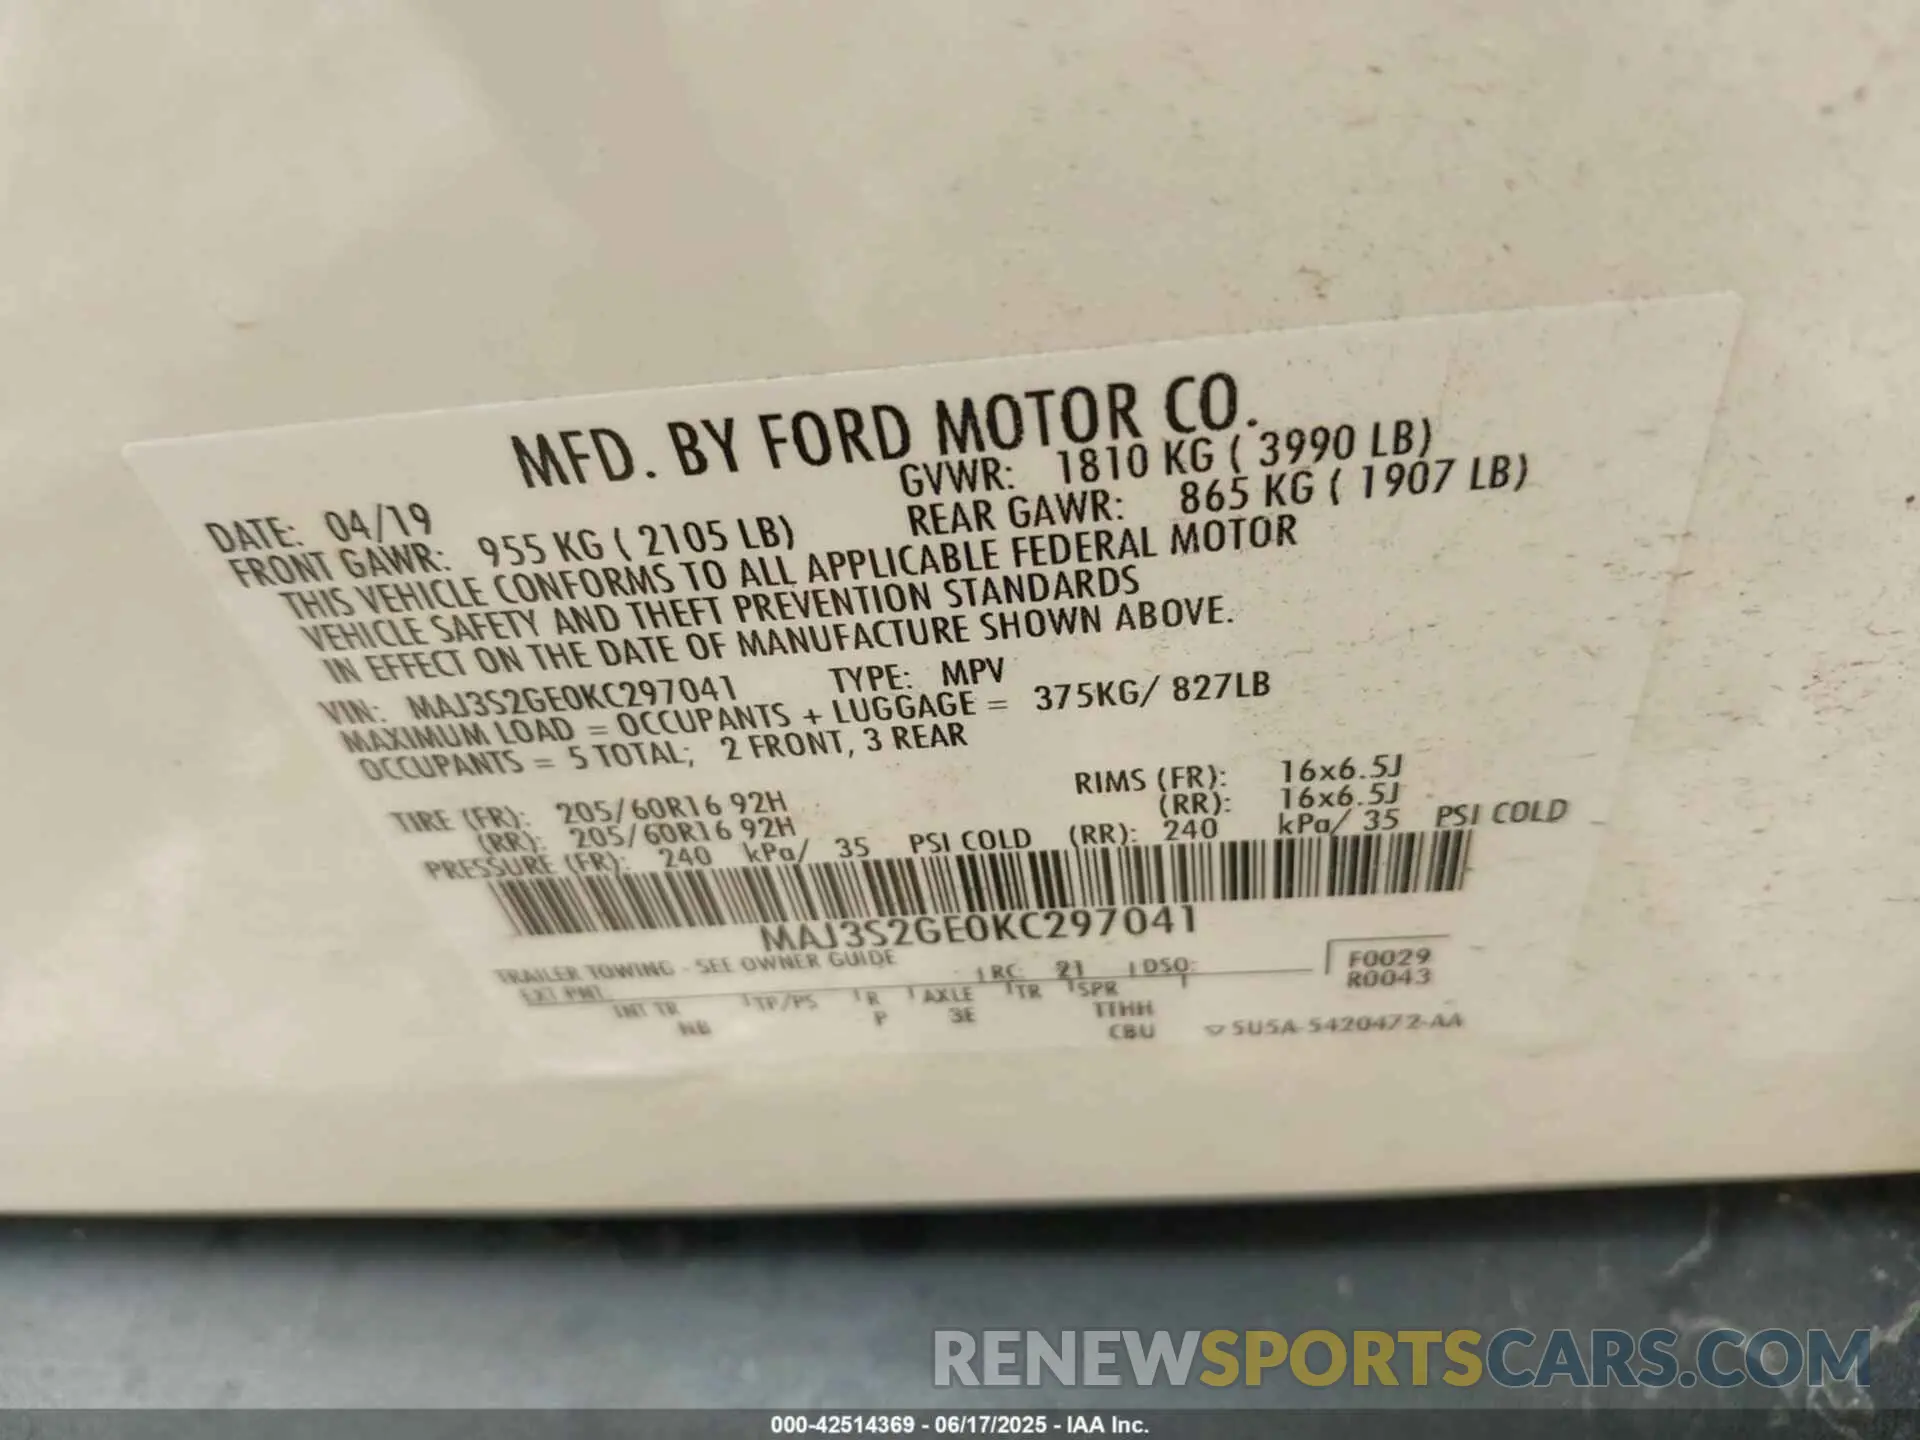 MFD. BY FORD MOTOR CO.
DATE: 04/19 GVWR: 1810 KG ( 3990 LB)
FRONT GAWR: 955 KG ( 2105 LB) REAR GAWR: 865 KG ( 1907 LB)
THIS VEHICLE CONFORMS TO ALL APPLICABLE FEDERAL MOTOR
VEHICLE SAFETY AND THEFT PREVENTION STANDARDS
IN EFFECT ON THE DATE OF MANUFACTURE SHOWN ABOVE.
VIN: MAJ3S2GE0KC297041 TYPE: MPV
MAXIMUM LOAD = OCCUPANTS + LUGGAGE = 375KG/ 827LB
OCCUPANTS = 5 TOTAL; 2 FRONT, 3 REAR
TIRE (FR): 205/60R16 92H RIMS (FR): 16x6.5J
(RR): 205/60R16 92H (RR): 16x6.5J
PRESSURE (FR): 240 kPa/ 35 PSI COLD (RR): 240 kPa/ 35 PSI COLD
MAJ3S2GE0KC297041
TRAILER TOWING - SEE OWNER GUIDE
EXT PNT: RC: 21 DSO: F0029
INT TR TP/PS R AXLE TR SPR R0043
NB P 3E TTHH
CBU ▽ 5U5A-5420472-AA
RENEWSPORTSCARS.COM
000-42514369 - 06/17/2025 - IAA Inc.